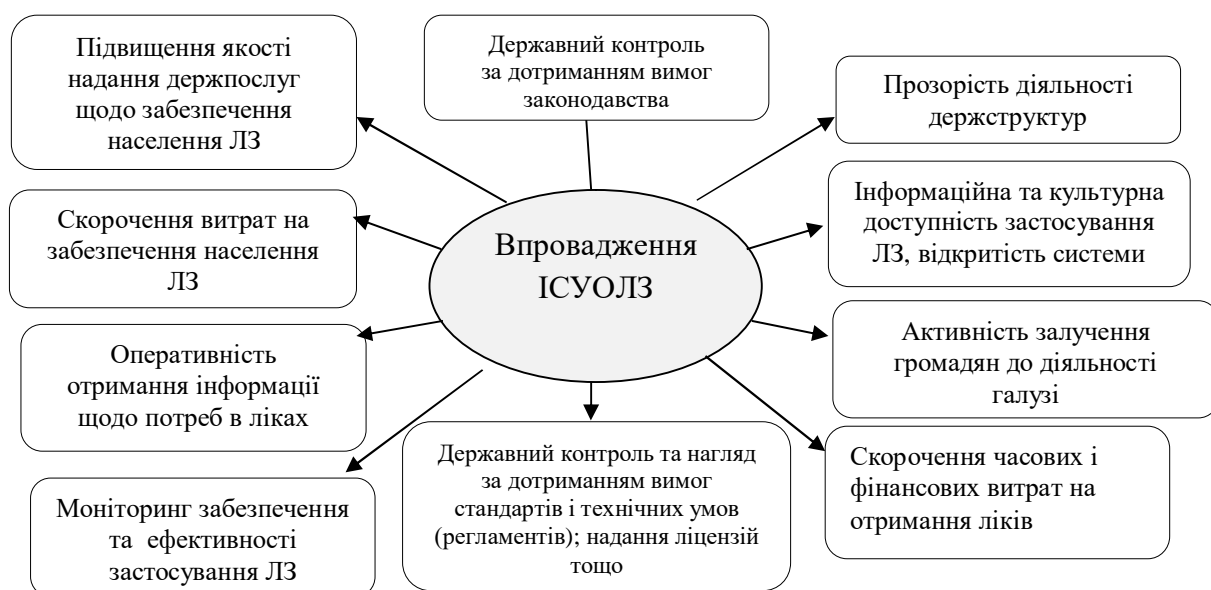 Підвищення якості
надання держпослуг
щодо забезпечення
населення ЛЗ
Державний контроль
за дотриманням вимог
законодавства
Прозорість діяльності
держструктур
Скорочення витрат на
забезпечення населення
ЛЗ
Впровадження
ІСУОЛЗ
Інформаційна та культурна
доступність застосування
ЛЗ, відкритість системи
Оперативність
отримання інформації
щодо потреб в ліках
Активність залучення
громадян до діяльності
галузі
Моніторинг забезпечення
та ефективності
застосування ЛЗ
Державний контроль та нагляд
за дотриманням вимог
стандартів і технічних умов
(регламентів); надання ліцензій
тощо
Скорочення часових і
фінансових витрат на
отримання ліків